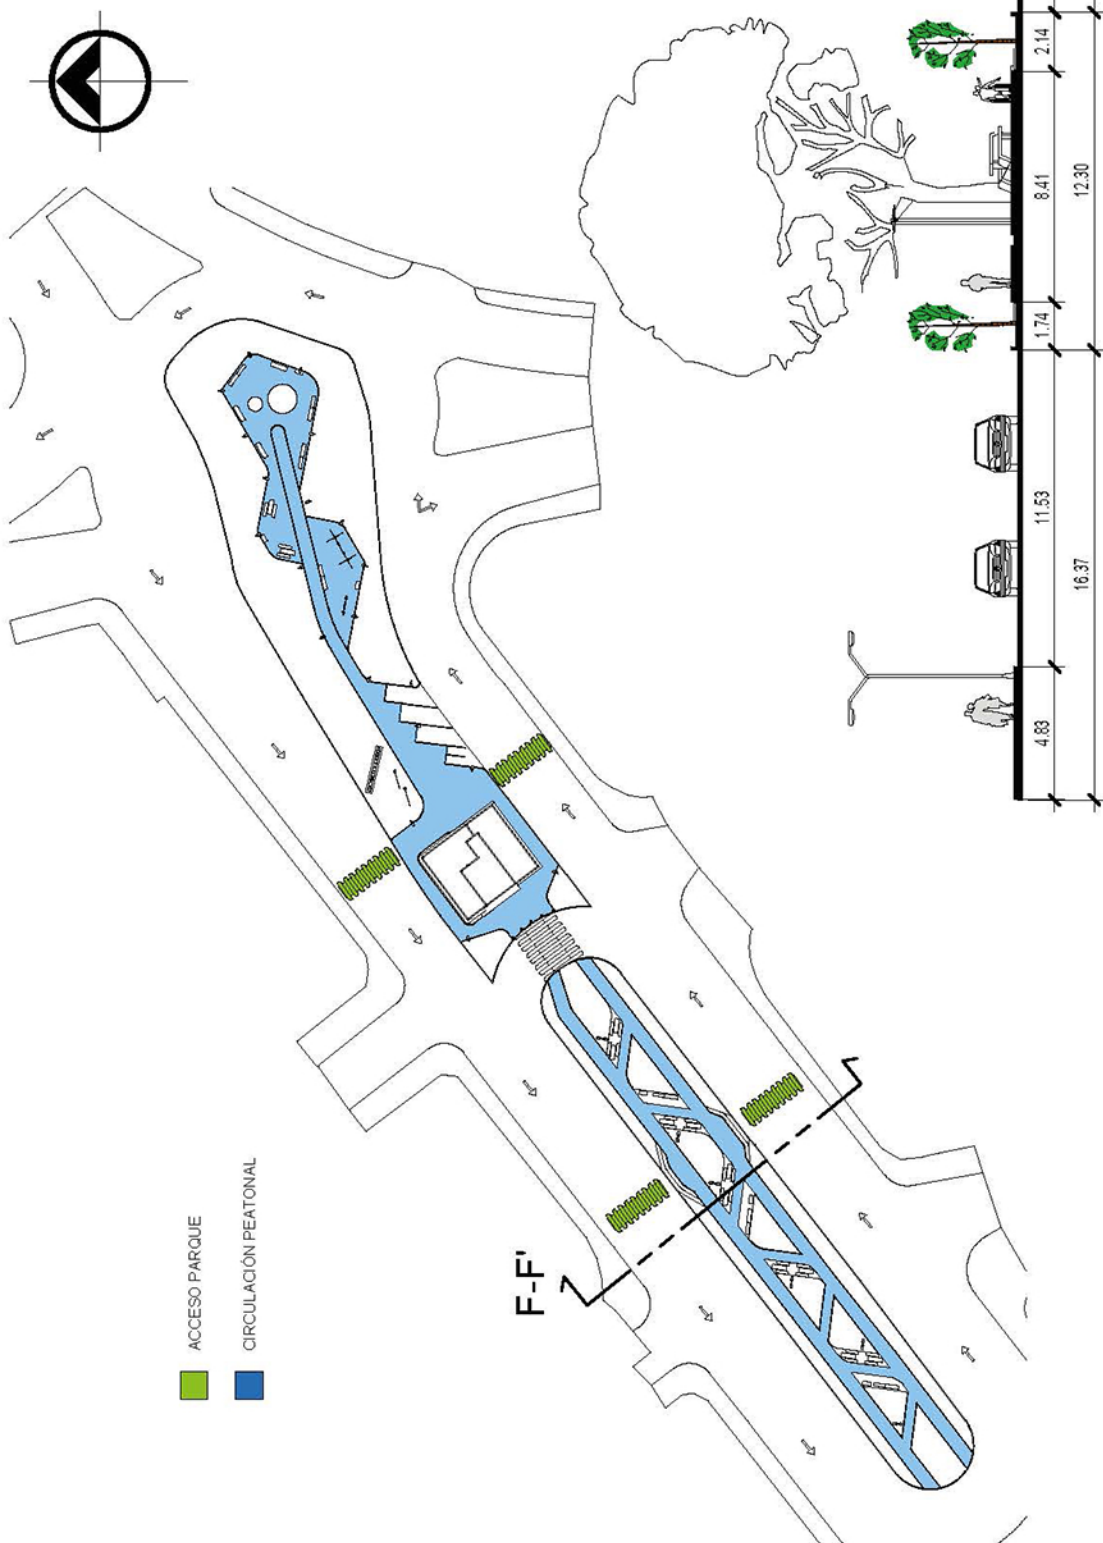 ACCESO PARQUE
CIRCULACIÓN PEATONAL
F-F'
4.83
11.53
1.74
8.41
2.14
16.37
12.30